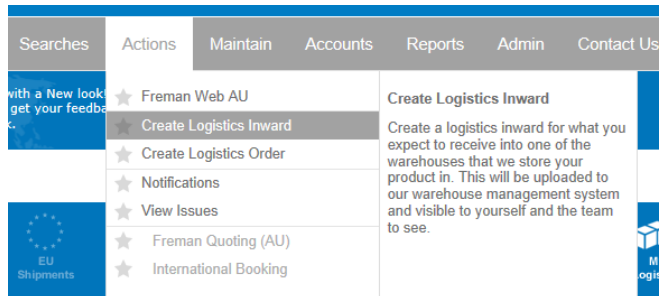 Searches Actions Maintain Accounts Reports Admin Contact Us
with a New look!
get your
Freman Web AU
Create Logistics Inward
Create Logistics Order
Notifications
View Issues
Freman Quoting (AU)
International Booking
Create Logistics Inward
Create a logistics inward for what you
expect to receive into one of the
warehouses that we store your
product in. This will be uploaded to
our warehouse management system
and visible to yourself and the team
to see.
EU
Shipments